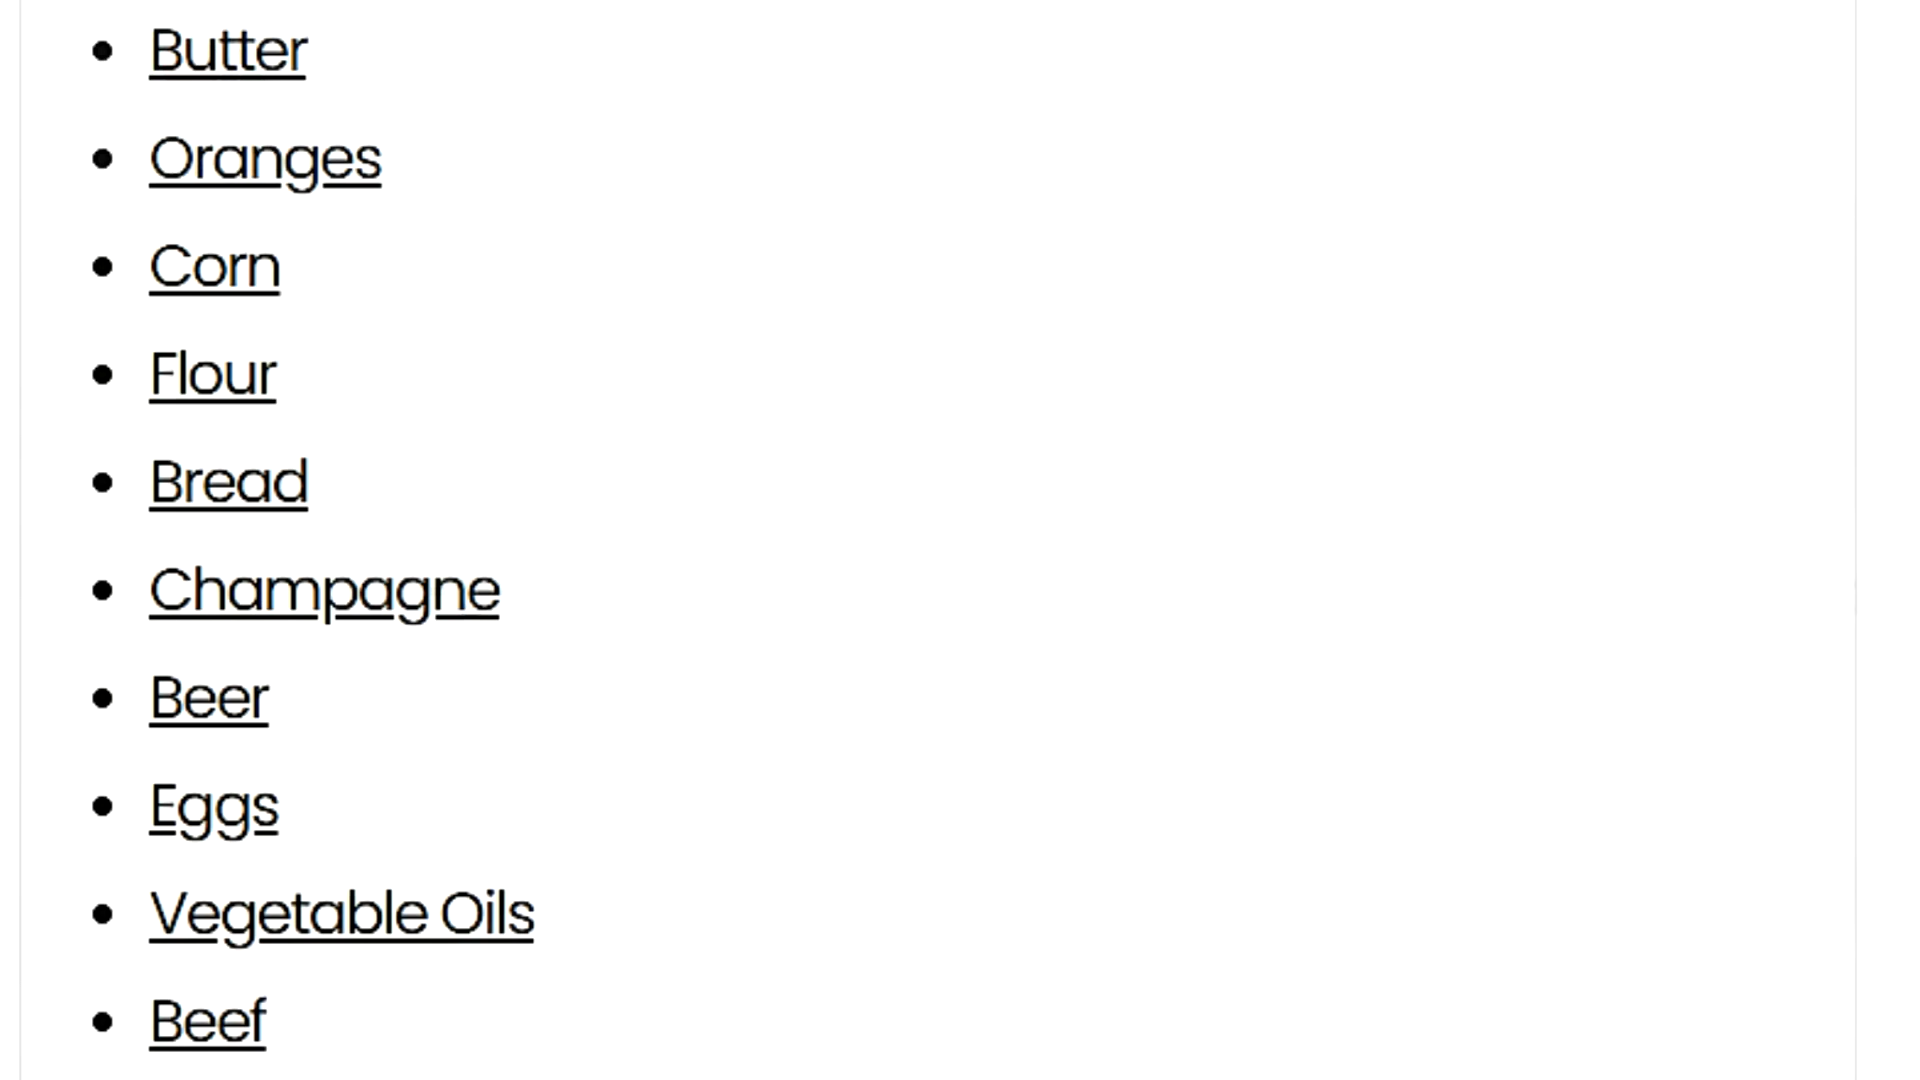 Butter
Oranges
Corn
Flour
Bread
Champagne
Beer
Eggs
Vegetable Oils
Beef